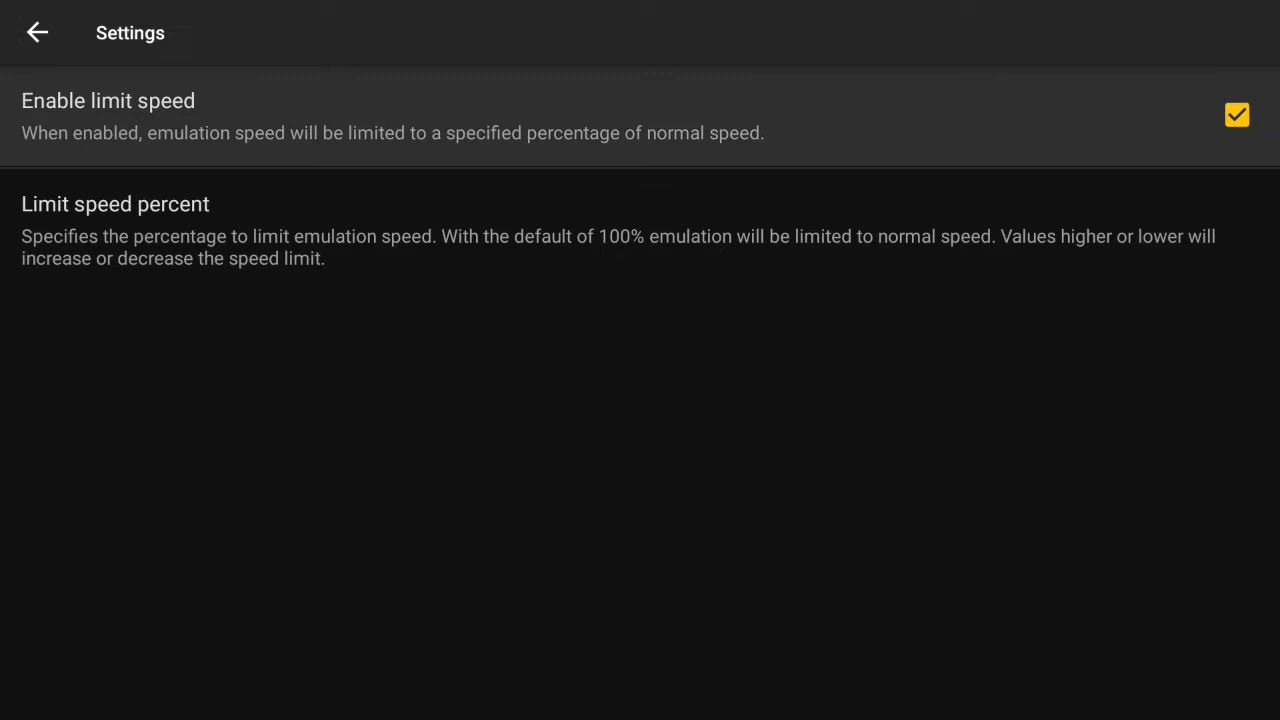 Settings
Enable limit speed
When enabled, emulation speed will be limited to a specified percentage of normal speed.
Limit speed percent
Specifies the percentage to limit emulation speed. With the default of 100% emulation will be limited to normal speed. Values higher or lower will
increase or decrease the speed limit.